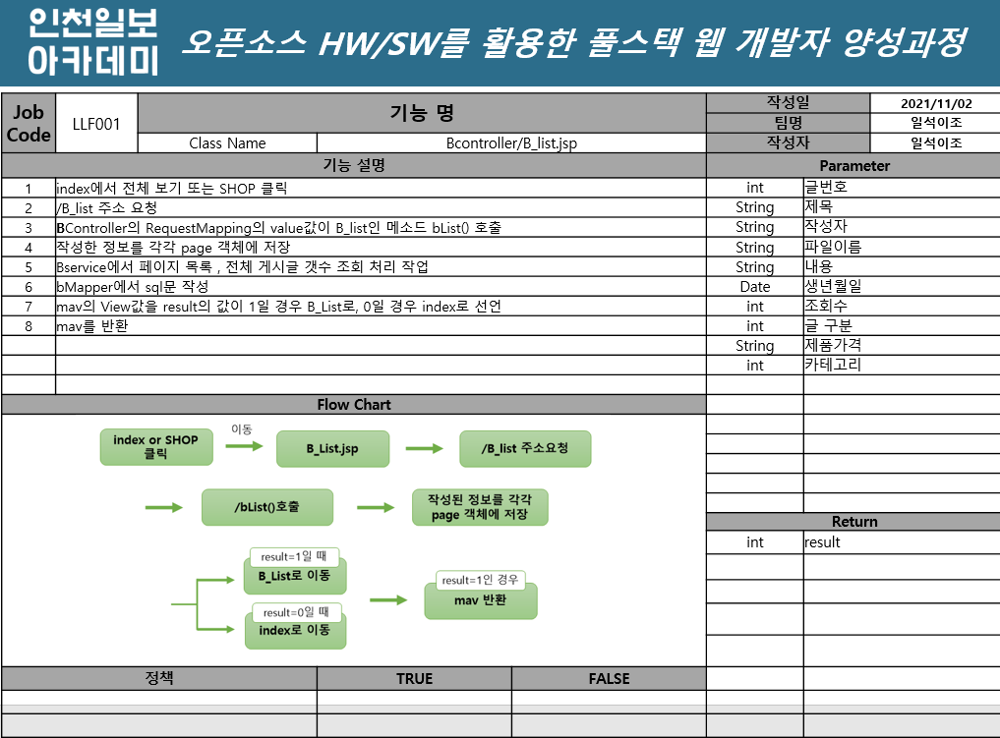 인천일보
아카데미
오픈소스 HW/SW를 활용한 풀스택 웹 개발자 양성과정
Job Code
LLF001
기능 명
작성일
2021/11/02
팀명
일석이조
Class Name
Bcontroller/B_list.jsp
작성자
일석이조
기능 설명
Parameter
1 index에서 전체 보기 또는 SHOP 클릭
int 글번호
2 /B_list 주소 요청
String 제목
3 BController의 RequestMapping의 value값이 B_list인 메소드 bList() 호출
String 작성자
4 작성한 정보를 각각 page 객체에 저장
String 파일이름
5 Bservice에서 페이지 목록 , 전체 게시글 갯수 조회 처리 작업
String 내용
6 bMapper에서 sql문 작성
Date 생년월일
7 mav의 View값을 result의 값이 1일 경우 B_List로, 0일 경우 index로 선언
int 조회수
8 mav를 반환
int 글 구분
String 제품가격
int 카테고리
Flow Chart
index or SHOP
클릭
이동
B_List.jsp
/B_list 주소요청
/bList()호출
작성된 정보를 각각
page 객체에 저장
result=1일 때
B_List로 이동
result=0일 때
index로 이동
result=1인 경우
mav 반환
Return
int result
정책
TRUE
FALSE